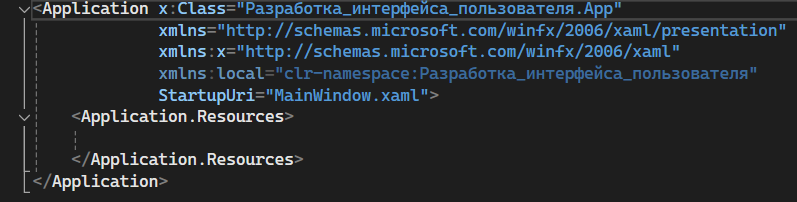 <Application x:Class="Разработка_интерфейса_пользователя.App"
xmlns="http://schemas.microsoft.com/winfx/2006/xaml/presentation"
xmlns:x="http://schemas.microsoft.com/winfx/2006/xaml"
xmlns:local="clr-namespace:Разработка_интерфейса_пользователя"
StartupUri="MainWindow.xaml">
<Application.Resources>
</Application.Resources>
</Application>